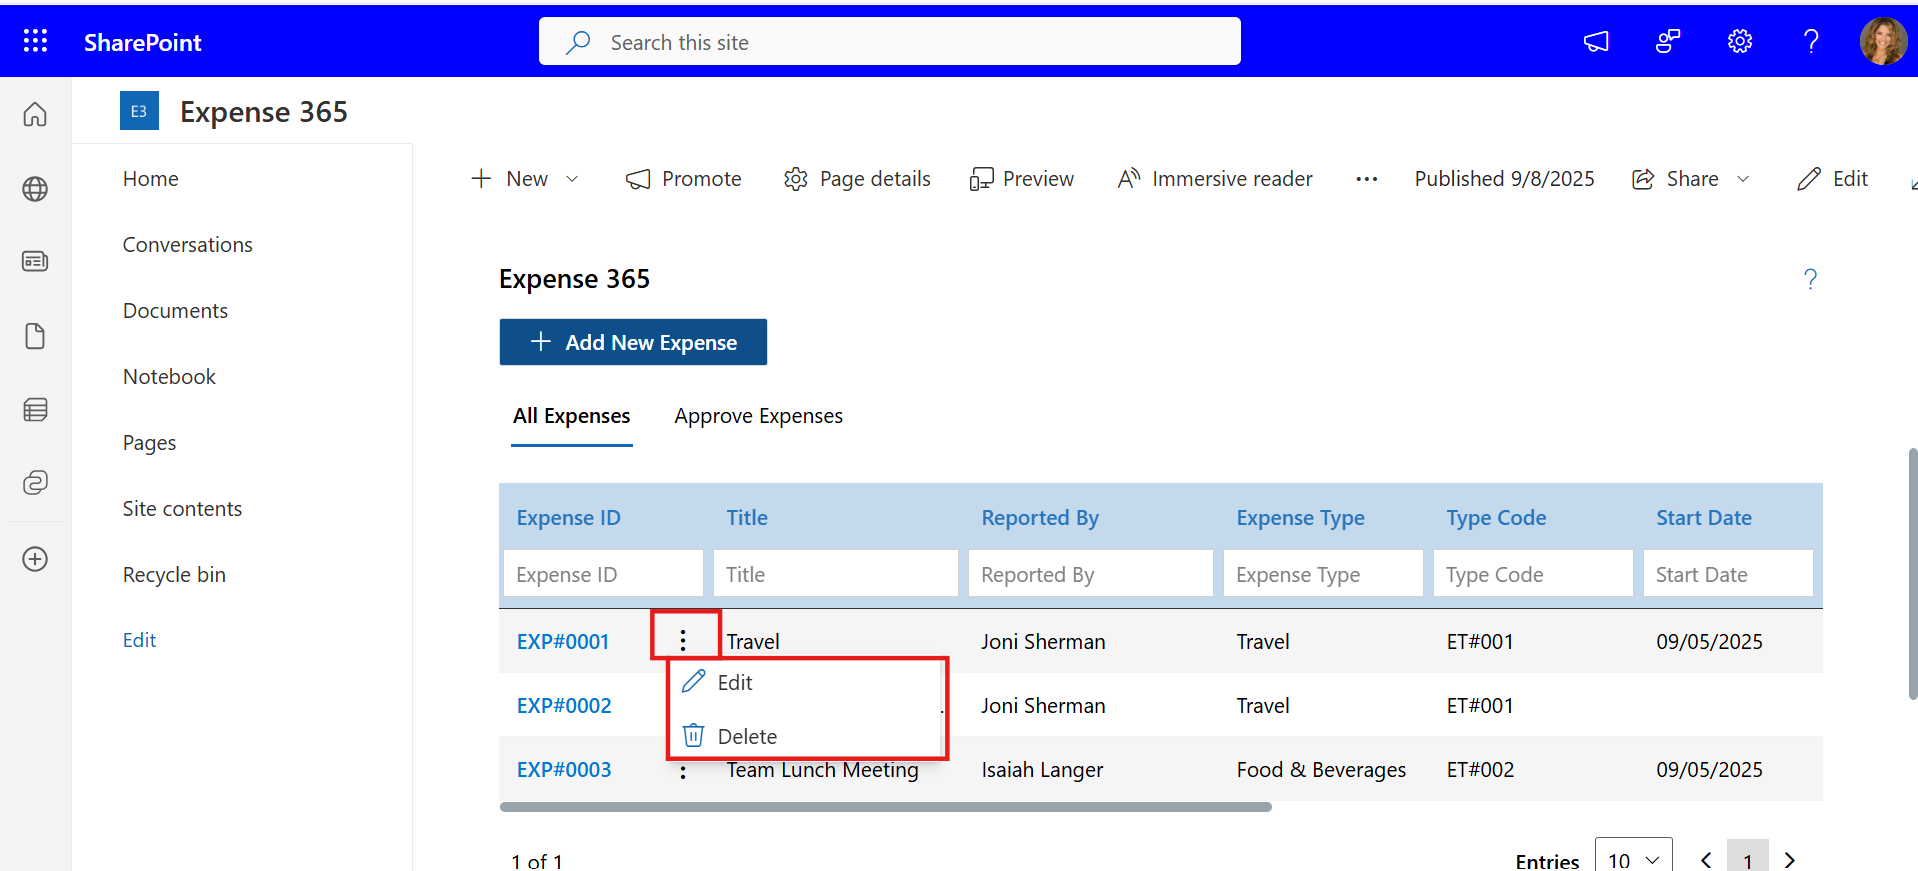 SharePoint
Search this site
E3
Expense 365
Home
Conversations
Documents
Notebook
Pages
Site contents
Recycle bin
Edit
New
Promote
Page details
Preview
Immersive reader
Published 9/8/2025
Share
Edit
Expense 365
Add New Expense
All Expenses
Approve Expenses
Expense ID Title Reported By Expense Type Type Code Start Date
Expense ID Title Reported By Expense Type Type Code Start Date
EXP#0001 Travel Joni Sherman Travel ET#001 09/05/2025
Edit
EXP#0002 Joni Sherman Travel ET#001
Delete
EXP#0003 Team Lunch Meeting Isaiah Langer Food & Beverages ET#002 09/05/2025
1 of 1
Entries 10 1